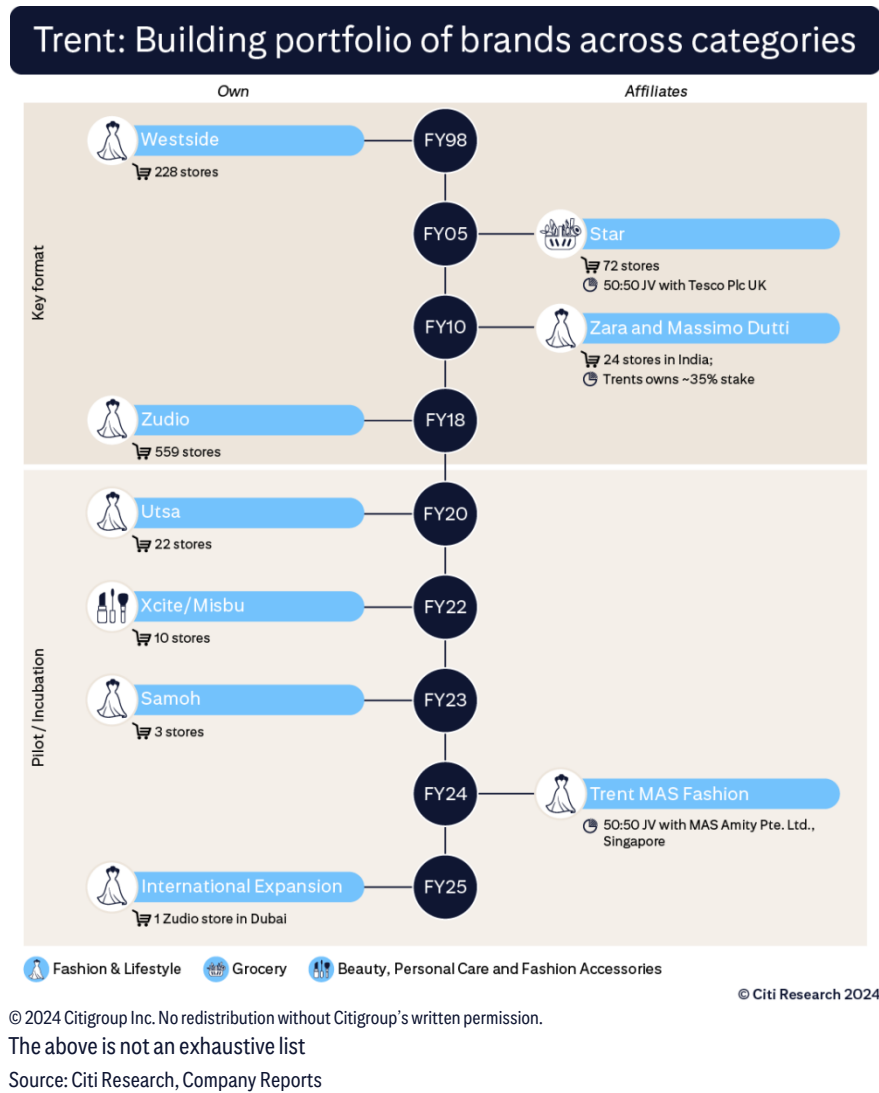 Trent: Building portfolio of brands across categories
Own
Affiliates
Key format
Westside
228 stores
FY98
FY05
Star
72 stores
50:50 JV with Tesco Plc UK
FY10
Zara and Massimo Dutti
24 stores in India;
Trents owns ~35% stake
Zudio
559 stores
FY18
Pilot / Incubation
Utsa
22 stores
FY20
Xcite/Misbu
10 stores
FY22
Samoh
3 stores
FY23
FY24
Trent MAS Fashion
50:50 JV with MAS Amity Pte. Ltd.,
Singapore
International Expansion
1 Zudio store in Dubai
FY25
Fashion & Lifestyle
Grocery
Beauty, Personal Care and Fashion Accessories
© Citi Research 2024
© 2024 Citigroup Inc. No redistribution without Citigroup's written permission.
The above is not an exhaustive list
Source: Citi Research, Company Reports